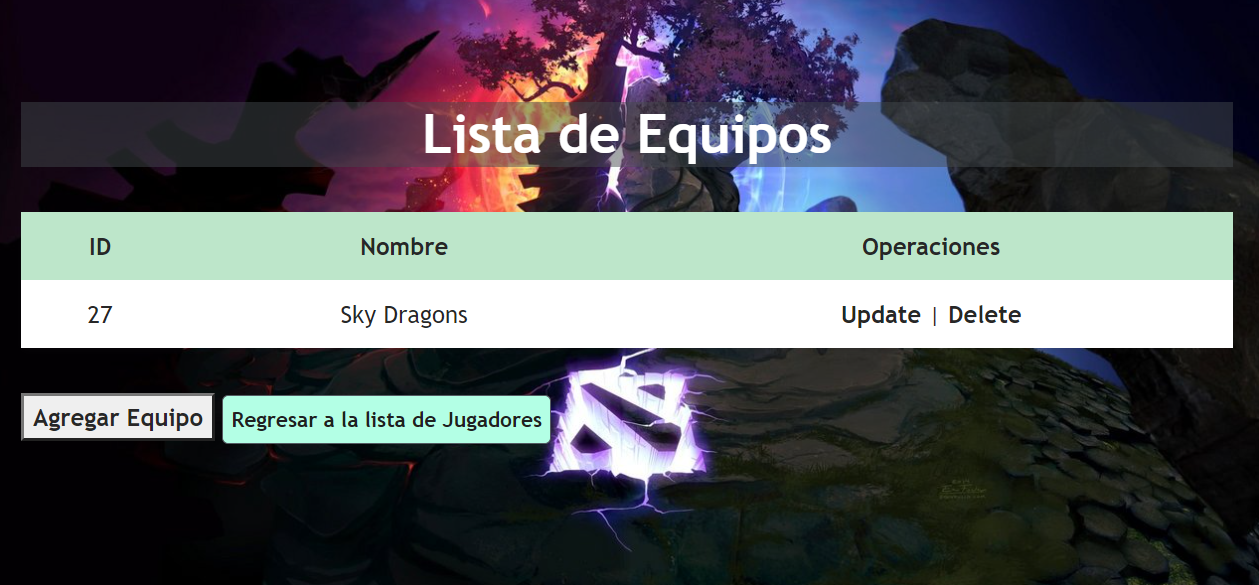 Lista de Equipos
ID Nombre Operaciones
27 Sky Dragons Update | Delete
Agregar Equipo Regresar a la lista de Jugadores